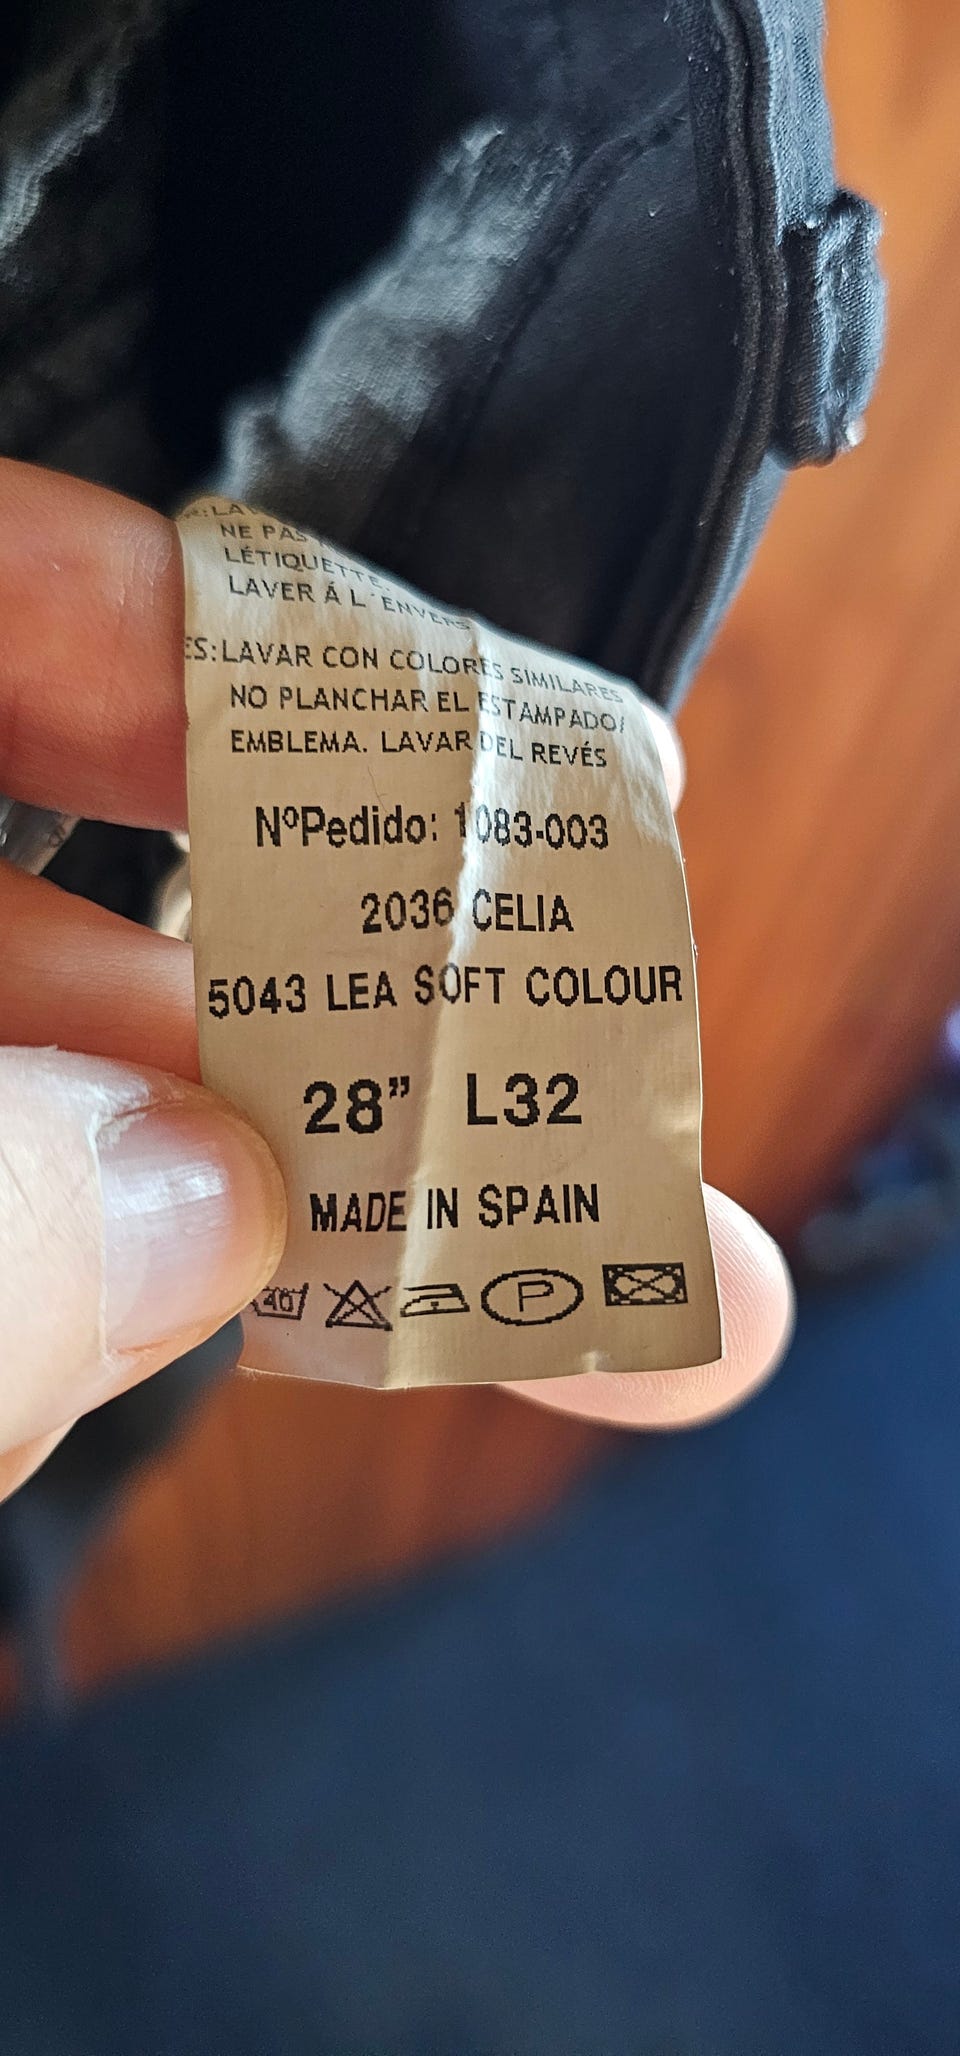 NE PAS
LÉTIQUETTE.
LAVER Á L´ENVERS
ES:LAVAR CON COLORES SIMILARES
NO PLANCHAR EL ESTAMPADO/
EMBLEMA. LAVAR DEL REVÉS
NºPedido: 1083-003
2036 CELIA
5043 LEA SOFT COLOUR
28” L32
MADE IN SPAIN
40 P